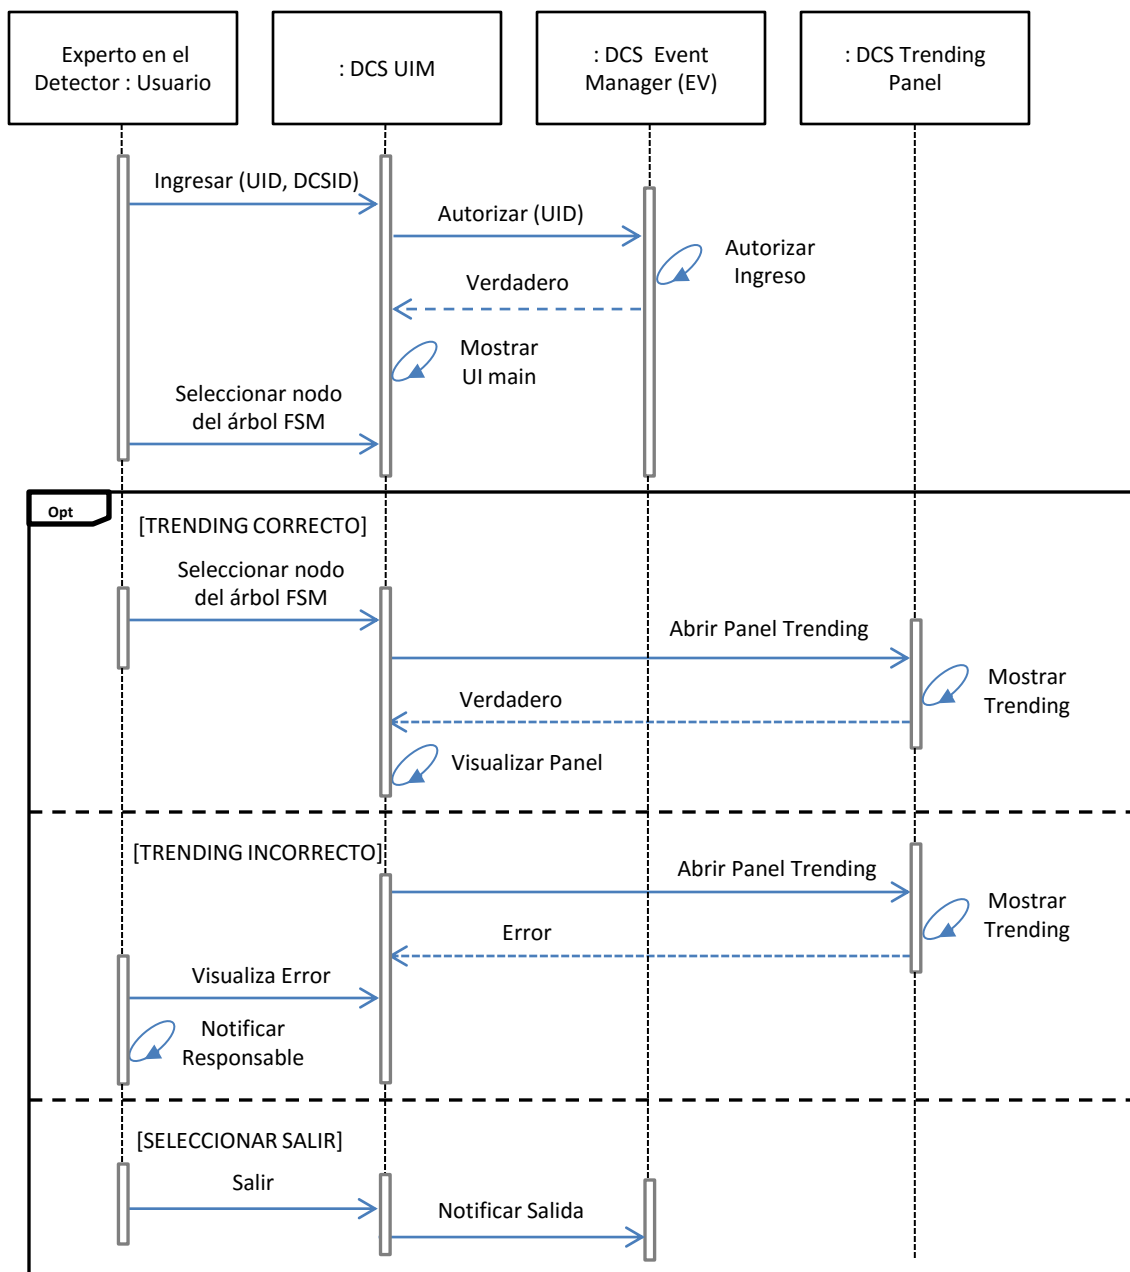 Experto en el
Detector : Usuario
: DCS UIM
: DCS Event
Manager (EV)
: DCS Trending
Panel
Ingresar (UID, DCSID)
Autorizar (UID)
Autorizar
Ingreso
Verdadero
Mostrar
UI main
Seleccionar nodo
del árbol FSM
Opt
[TRENDING CORRECTO]
Seleccionar nodo
del árbol FSM
Abrir Panel Trending
Mostrar
Trending
Verdadero
Visualizar Panel
[TRENDING INCORRECTO]
Abrir Panel Trending
Mostrar
Trending
Error
Visualiza Error
Notificar
Responsable
[SELECCIONAR SALIR]
Salir
Notificar Salida